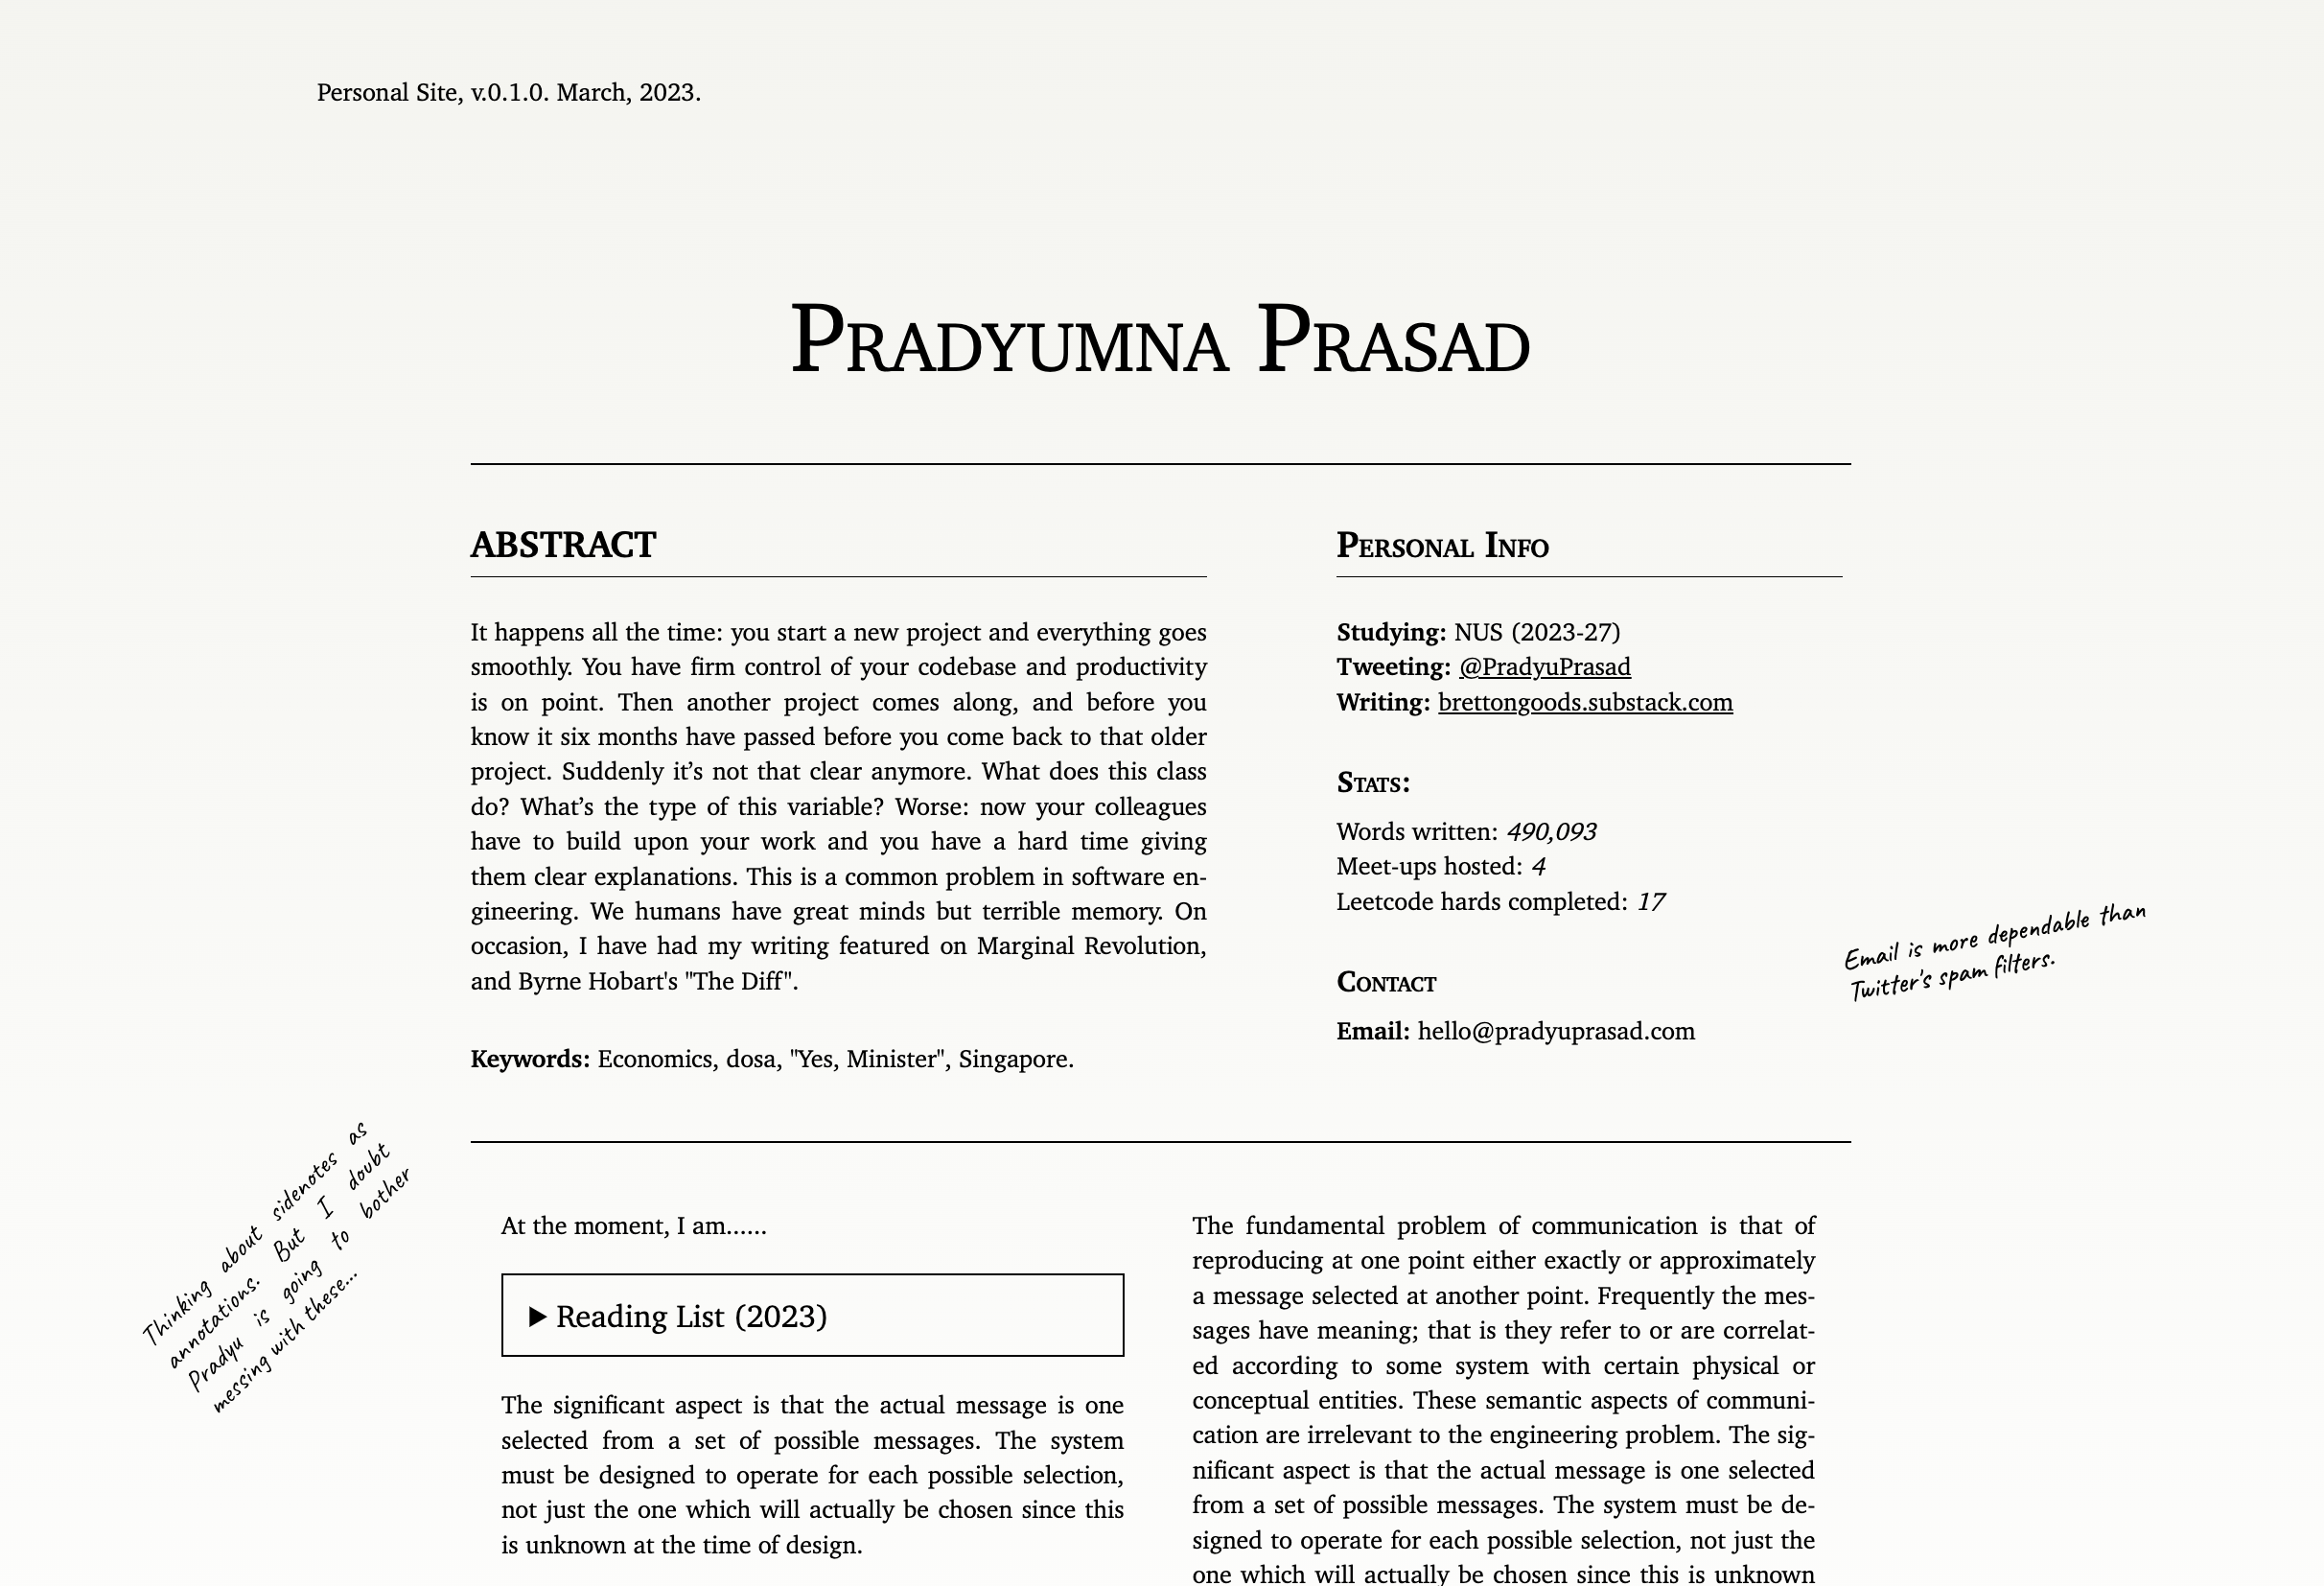 Personal Site, v.0.1.0. March, 2023.
Pradyumna Prasad
ABSTRACT
It happens all the time: you start a new project and everything goes
smoothly. You have firm control of your codebase and productivity
is on point. Then another project comes along, and before you
know it six months have passed before you come back to that older
project. Suddenly it’s not that clear anymore. What does this class
do? What’s the type of this variable? Worse: now your colleagues
have to build upon your work and you have a hard time giving
them clear explanations. This is a common problem in software en-
gineering. We humans have great minds but terrible memory. On
occasion, I have had my writing featured on Marginal Revolution,
and Byrne Hobart's "The Diff".
Keywords: Economics, dosa, "Yes, Minister", Singapore.
Personal Info
Studying: NUS (2023-27)
Tweeting: @PradyuPrasad
Writing: brettongoods.substack.com
Stats:
Words written: 490,093
Meet-ups hosted: 4
Leetcode hards completed: 17
Contact
Email: hello@pradyuprasad.com
Email is more dependable than
Twitter's spam filters.
Thinking about sidenotes as
annotations. But I doubt
Pradyu is going to bother
messing with these...
At the moment, I am......
▶ Reading List (2023)
The significant aspect is that the actual message is one
selected from a set of possible messages. The system
must be designed to operate for each possible selection,
not just the one which will actually be chosen since this
is unknown at the time of design.
The fundamental problem of communication is that of
reproducing at one point either exactly or approximately
a message selected at another point. Frequently the mes-
sages have meaning; that is they refer to or are correlat-
ed according to some system with certain physical or
conceptual entities. These semantic aspects of communi-
cation are irrelevant to the engineering problem. The sig-
nificant aspect is that the actual message is one selected
from a set of possible messages. The system must be de-
signed to operate for each possible selection, not just the
one which will actually be chosen since this is unknown